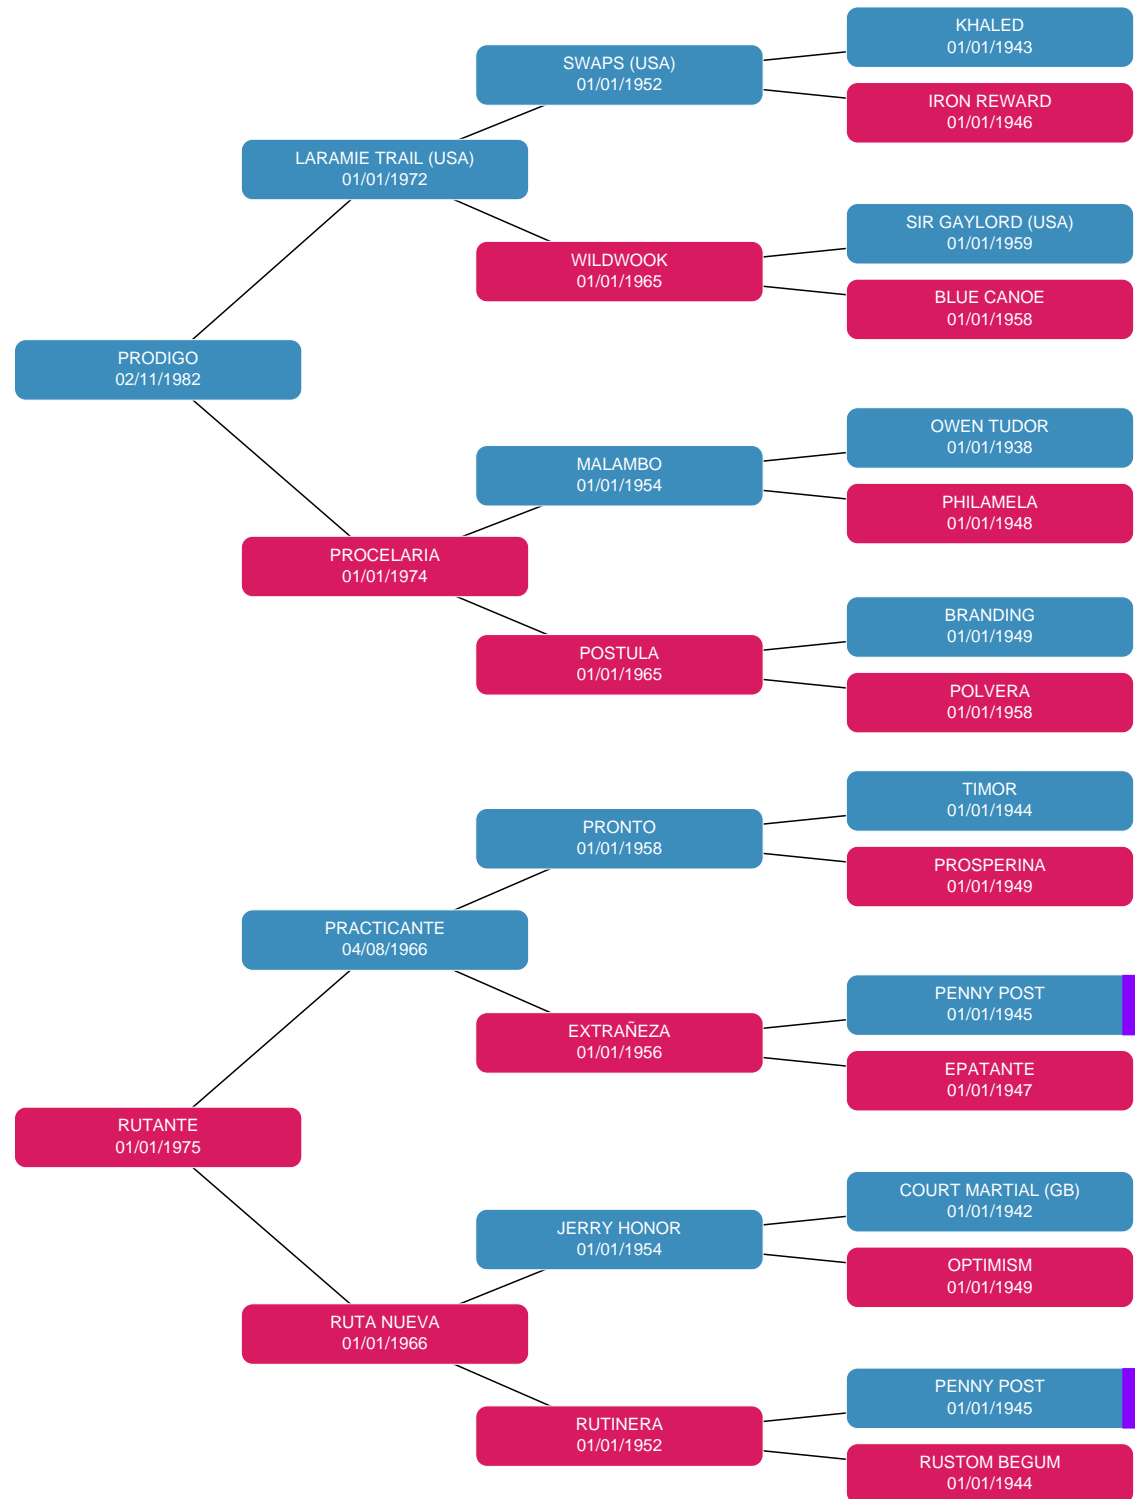 KHALED
01/01/1943
SWAPS (USA)
01/01/1952
IRON REWARD
01/01/1946
LARAMIE TRAIL (USA)
01/01/1972
SIR GAYLORD (USA)
01/01/1959
WILDWOOK
01/01/1965
BLUE CANOE
01/01/1958
PRODIGO
02/11/1982
OWEN TUDOR
01/01/1938
MALAMBO
01/01/1954
PHILAMELA
01/01/1948
PROCELARIA
01/01/1974
BRANDING
01/01/1949
POSTULA
01/01/1965
POLVERA
01/01/1958
TIMOR
01/01/1944
PRONTO
01/01/1958
PROSPERINA
01/01/1949
PRACTICANTE
04/08/1966
PENNY POST
01/01/1945
EXTRAÑEZA
01/01/1956
EPATANTE
01/01/1947
RUTANTE
01/01/1975
COURT MARTIAL (GB)
01/01/1942
JERRY HONOR
01/01/1954
OPTIMISM
01/01/1949
RUTA NUEVA
01/01/1966
PENNY POST
01/01/1945
RUTINERA
01/01/1952
RUSTOM BEGUM
01/01/1944